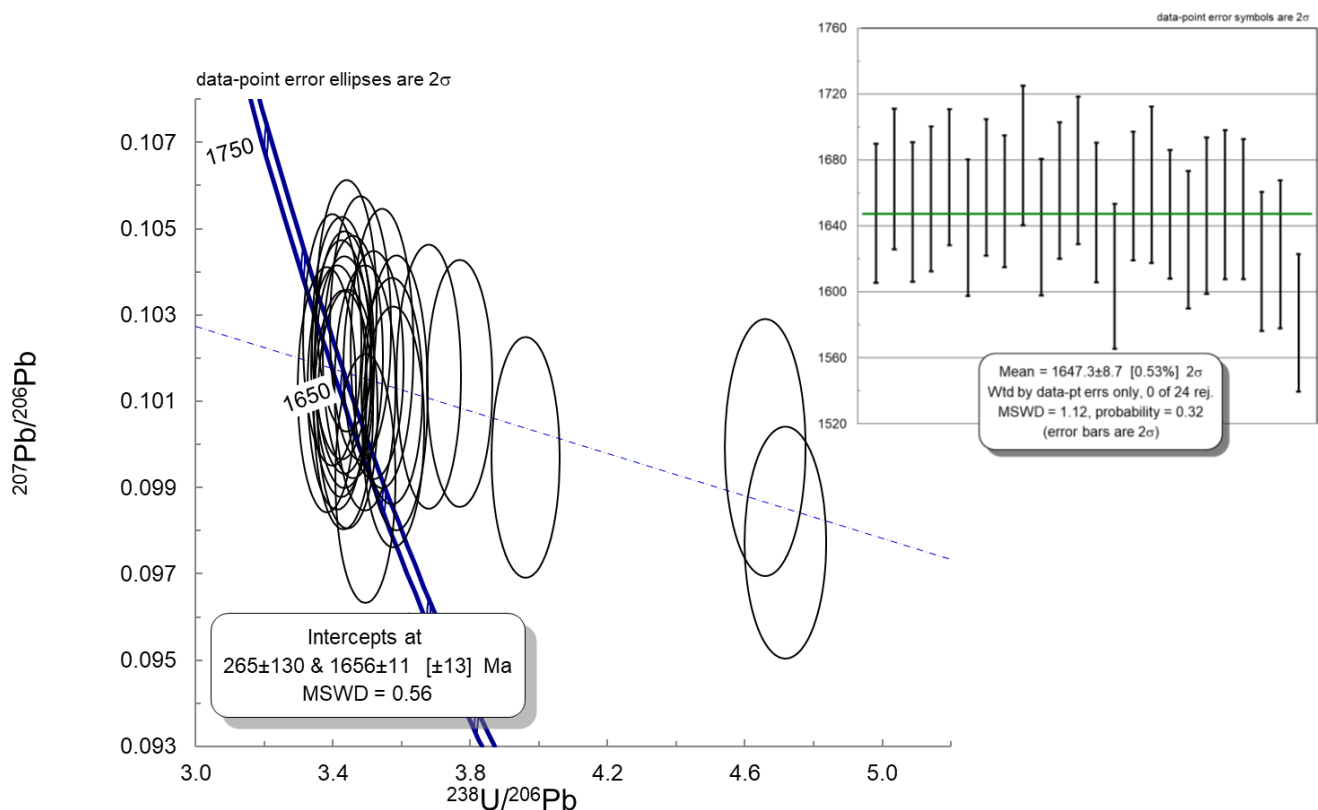 data-point error symbols are 2σ
1760
1720
1680
1640
1600
1560
1520
Mean = 1647.3±8.7 [0.53%] 2σ
Wtd by data-pt errs only, 0 of 24 rej.
MSWD = 1.12, probability = 0.32
(error bars are 2σ)
data-point error ellipses are 2σ
0.107
0.105
0.103
0.101
0.099
0.097
0.095
0.093
207Pb/206Pb
1750
1650
Intercepts at
265±130 & 1656±11 [±13] Ma
MSWD = 0.56
3.0 3.4 3.8 4.2 4.6 5.0
238U/206Pb